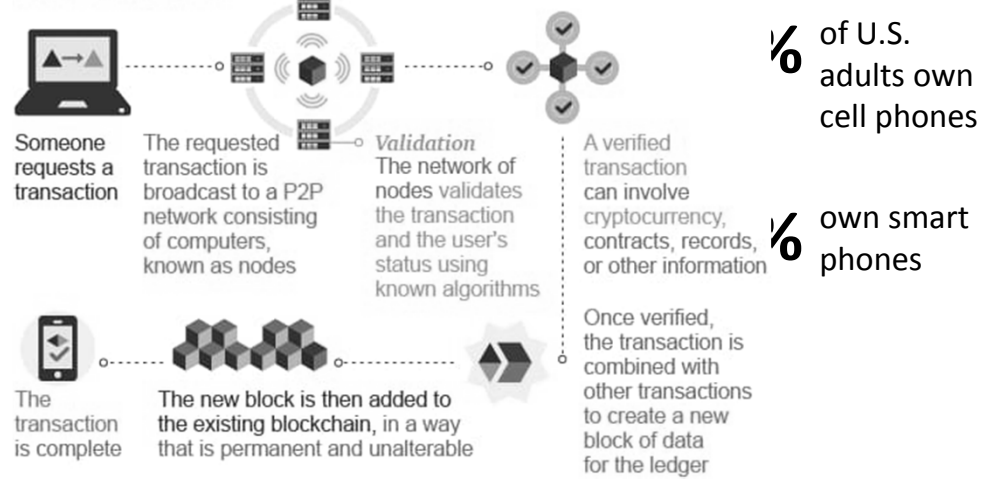 Someone
requests a
transaction
The requested
transaction is
broadcast to a P2P
network consisting
of computers,
known as nodes
Validation
The network of
nodes validates
the transaction
and the user's
status using
known algorithms
A verified
transaction
can involve
cryptocurrency,
contracts, records,
or other information
Once verified,
the transaction is
combined with
other transactions
to create a new
block of data
for the ledger
The new block is then added to
the existing blockchain, in a way
that is permanent and unalterable
The
transaction
is complete
% of U.S.
adults own
cell phones
% own smart
phones